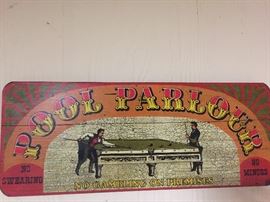 POOL PARLOUR
NO SWEARING
NO MINORS
NO GAMBLING ON PREMISES